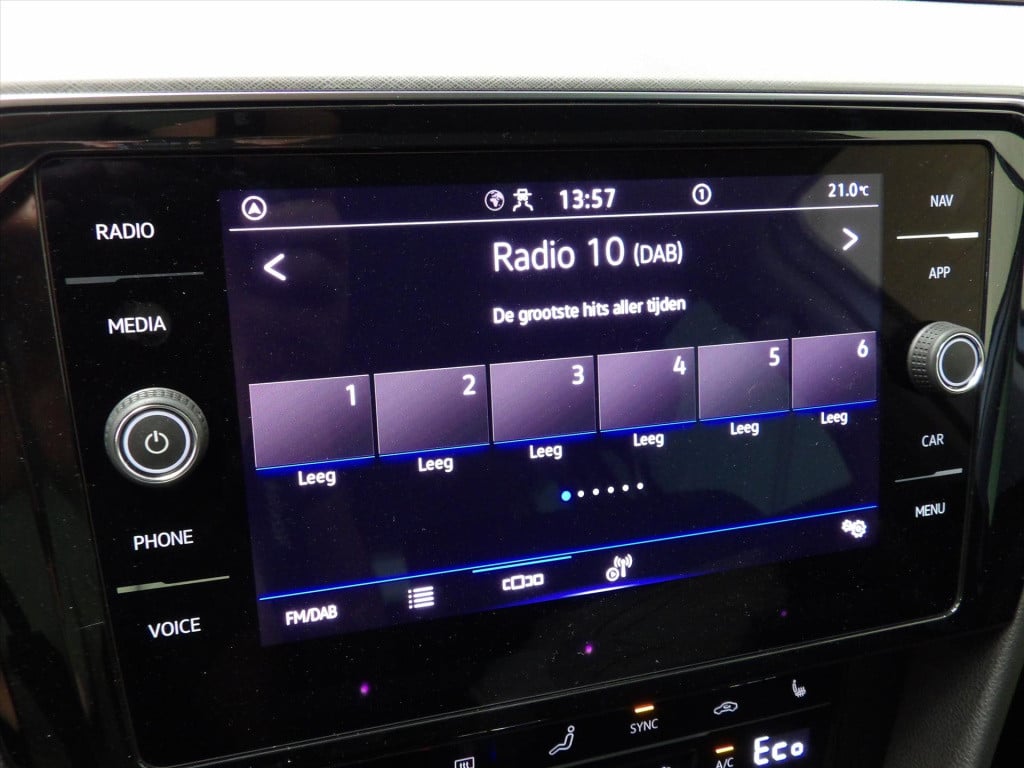 RADIO
MEDIA
PHONE
VOICE
13:57
1
21.0°C
Radio 10 (DAB)
De grootste hits aller tijden
1 2 3 4 5 6
Leeg Leeg Leeg Leeg Leeg Leeg
FM/DAB
NAV
APP
CAR
MENU
SYNC
A/C
Eco